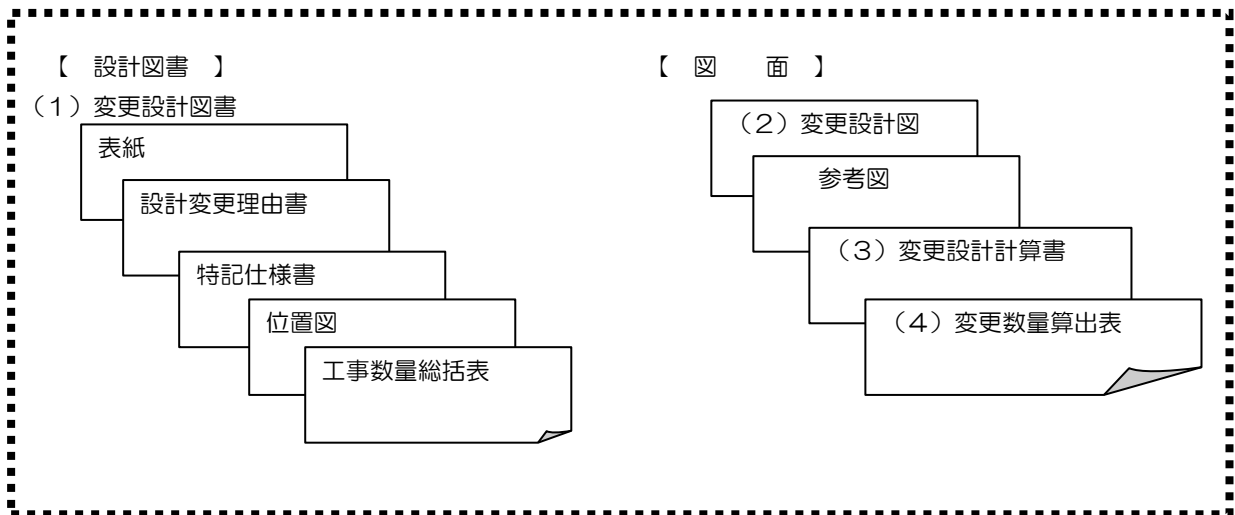 【 設計図書 】
（1）変更設計図書
表紙
設計変更理由書
特記仕様書
位置図
工事数量総括表
【 図　　面 】
（2）変更設計図
参考図
（3）変更設計計算書
（4）変更数量算出表